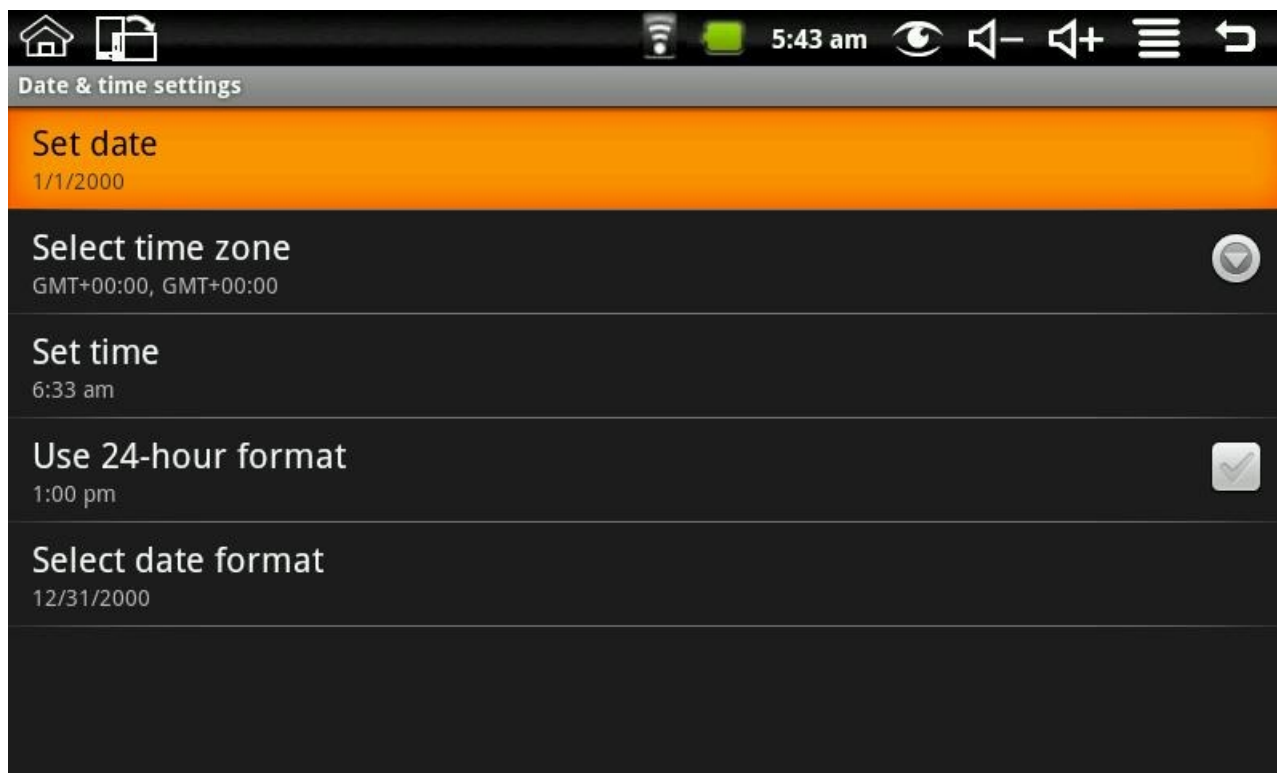 5:43 am
Date & time settings
Set date
1/1/2000
Select time zone
GMT+00:00, GMT+00:00
Set time
6:33 am
Use 24-hour format
1:00 pm
Select date format
12/31/2000